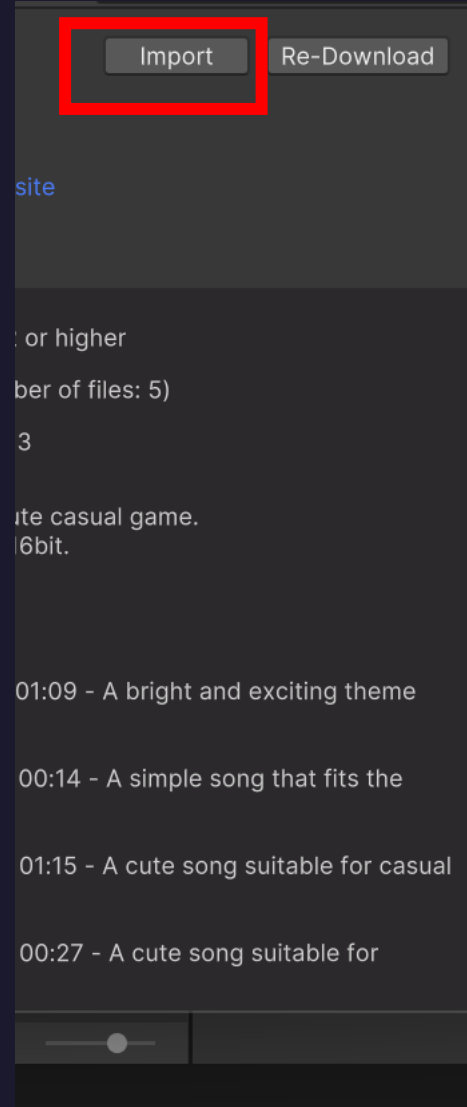 Import Re-Download
site
or higher
ber of files: 5)
3
ute casual game.
16bit.
01:09 - A bright and exciting theme
00:14 - A simple song that fits the
01:15 - A cute song suitable for casual
00:27 - A cute song suitable for